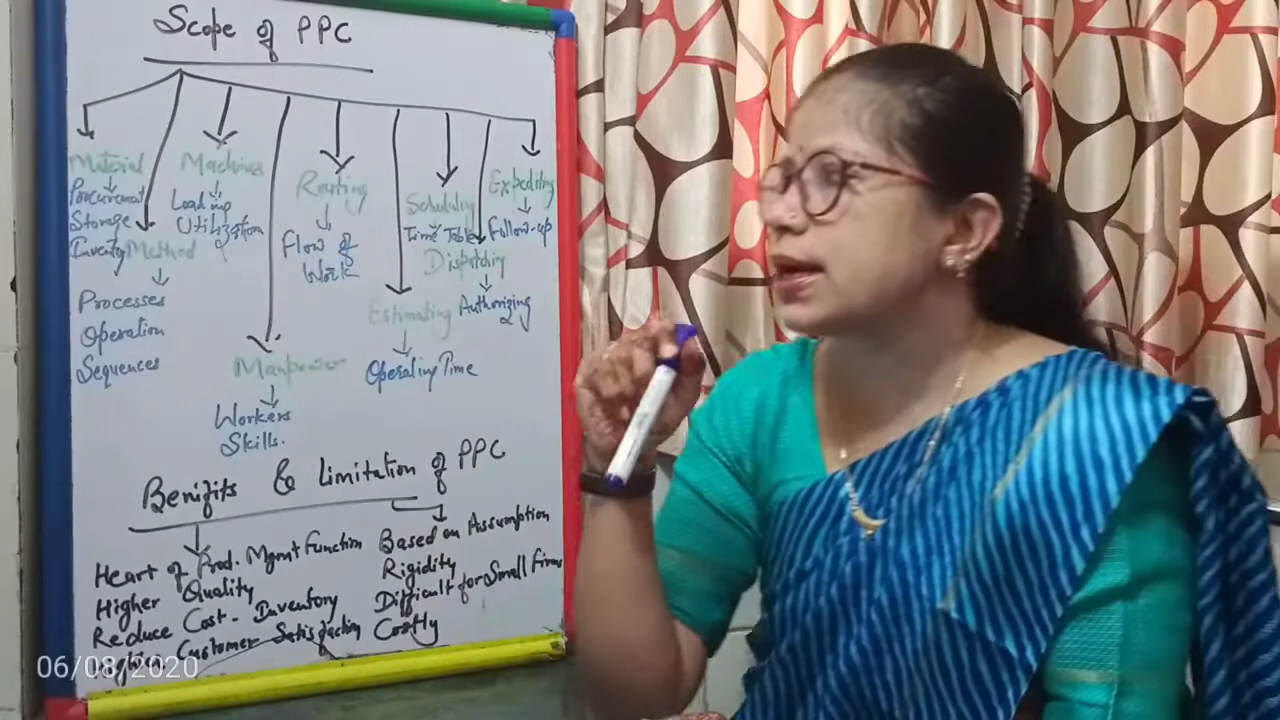 Scope of PPC
Material
Procurement
Storage
Inventory
Method
Processes
Operation
Sequences
Machines
Loading
Utilization
Manpower
Workers
Skills.
Routing
Flow of
Work
Estimating
Operating Time
Scheduling
Time Table
Dispatching
Authorizing
Expediting
Follow-up
Benifits & Limitation of PPC
Heart of Prod. Mgmt Function
Higher Quality
Reduce Cost - Inventory
Higher Customer Satisfaction
Based on Assumption
Rigidity
Difficult for Small Firms
Costly
06/08/2020